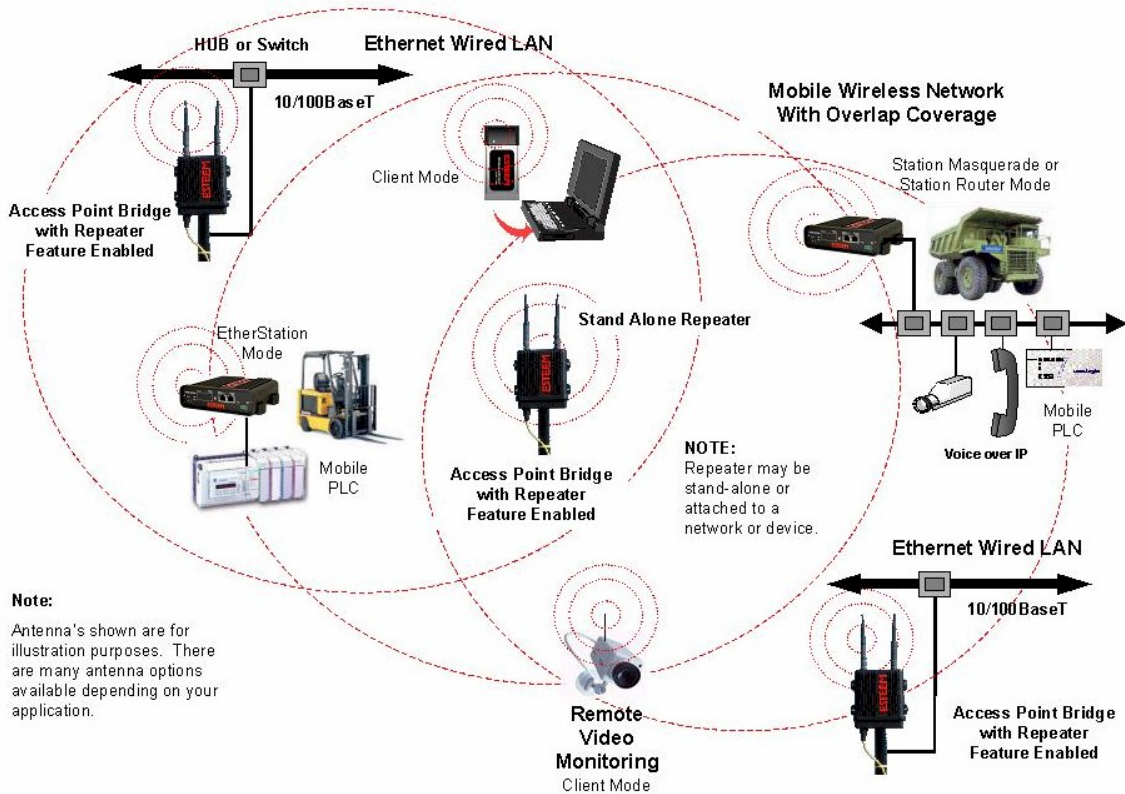 HUB or Switch
Ethernet Wired LAN
10/100BaseT
Mobile Wireless Network
With Overlap Coverage
Client Mode
Station Masquerade or
Station Router Mode
ESTEEM
Access Point Bridge
with Repeater
Feature Enabled
EtherStation
Mode
Stand Alone Repeater
ESTEEM
Mobile
PLC
Access Point Bridge
with Repeater
Feature Enabled
NOTE:
Repeater may be
stand-alone or
attached to a
network or device.
Voice over IP
Mobile
PLC
Ethernet Wired LAN
10/100BaseT
Note:
Antenna's shown are for
illustration purposes.  There
are many antenna options
available depending on your
application.
ESTEEM
Access Point Bridge
with Repeater
Feature Enabled
Remote
Video
Monitoring
Client Mode